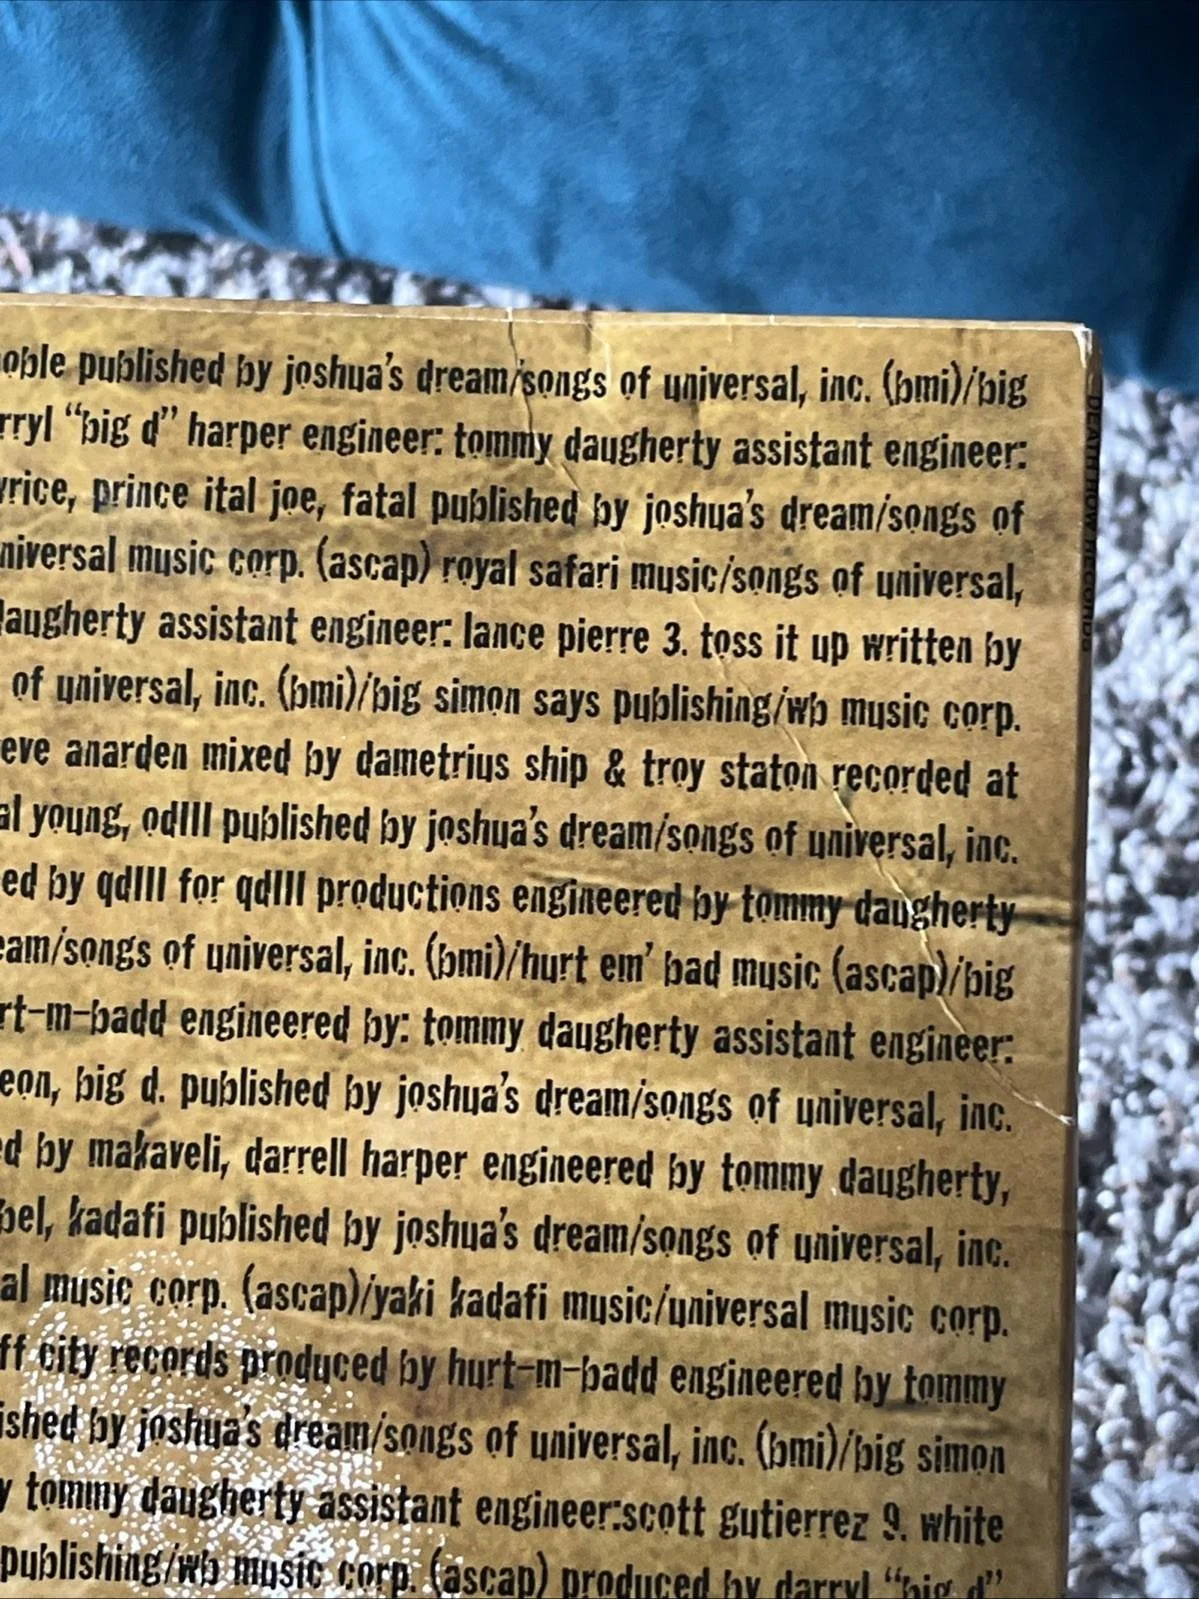 oble published by joshua's dream/songs of universal, inc. (bmi)/big
rryl "big d" harper engineer: tommy daugherty assistant engineer:
yrice, prince ital joe, fatal published by joshua's dream/songs of
niversal music corp. (ascap) royal safari music/songs of universal,
daugherty assistant engineer: lance pierre 3. toss it up written by
of universal, inc. (bmi)/big simon says publishing/wb music corp.
eve anarden mixed by dametrius ship & troy staton recorded at
al young, qdIII published by joshua's dream/songs of universal, inc.
ed by qdIII for qdIII productions engineered by tommy daugherty
eam/songs of universal, inc. (bmi)/hurt em' bad music (ascap)/big
rt-m-badd engineered by: tommy daugherty assistant engineer:
eon, big d. published by joshua's dream/songs of universal, inc.
ed by makaveli, darrell harper engineered by tommy daugherty,
bel, kadafi published by joshua's dream/songs of universal, inc.
al music corp. (ascap)/yaki kadafi music/universal music corp.
ff city records produced by hurt-m-badd engineered by tommy
ished by joshua's dream/songs of universal, inc. (bmi)/big simon
y tommy daugherty assistant engineer:scott gutierrez 9. white
publishing/wb music corp. (ascap) produced by darryl "big d"
DEATH ROW RECORDS